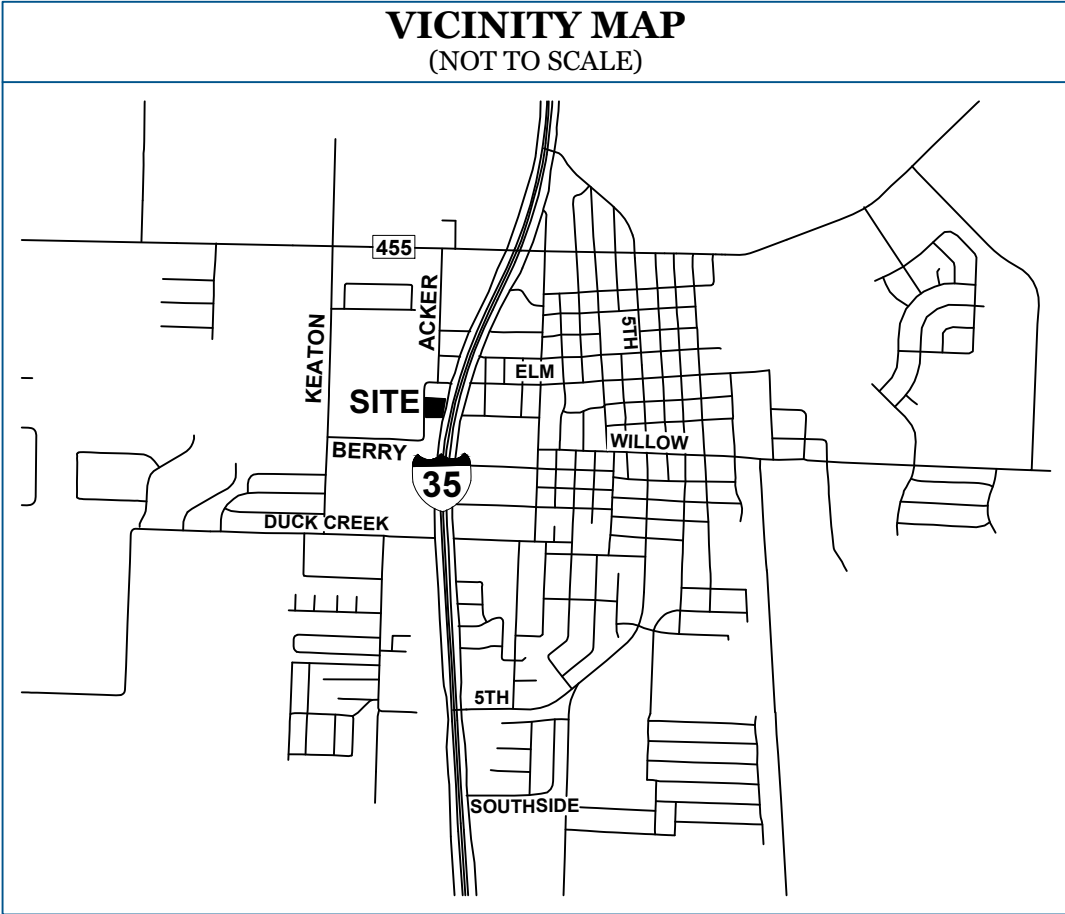 VICINITY MAP
(NOT TO SCALE)
455
ACKER
KEATON
5TH
ELM
SITE
BERRY
WILLOW
35
DUCK CREEK
5TH
SOUTHSIDE